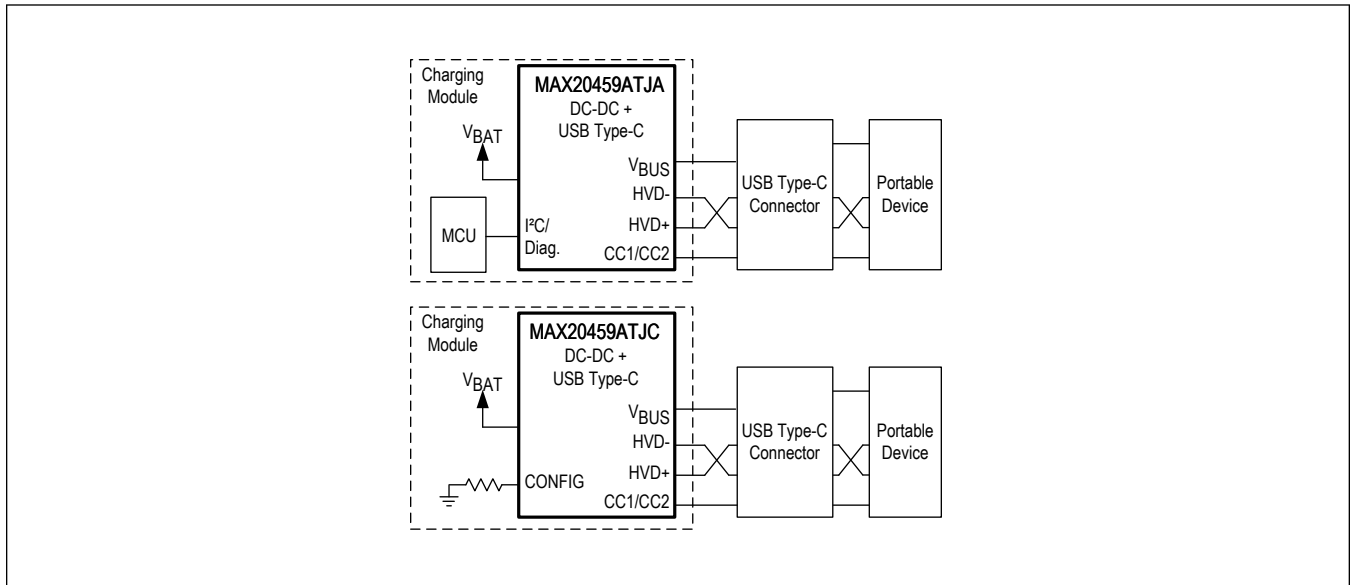 Charging
Module
MAX20459ATJA
DC-DC +
USB Type-C
VBAT
VBUS
HVD-
HVD+
CC1/CC2
I²C/
Diag.
MCU
USB Type-C
Connector
Portable
Device
Charging
Module
MAX20459ATJC
DC-DC +
USB Type-C
VBAT
VBUS
HVD-
HVD+
CC1/CC2
CONFIG
USB Type-C
Connector
Portable
Device